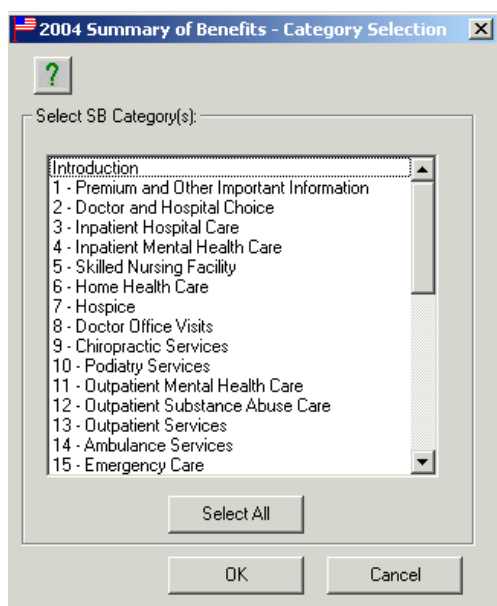 2004 Summary of Benefits - Category Selection
?
Select SB Category(s):
Introduction
1 - Premium and Other Important Information
2 - Doctor and Hospital Choice
3 - Inpatient Hospital Care
4 - Inpatient Mental Health Care
5 - Skilled Nursing Facility
6 - Home Health Care
7 - Hospice
8 - Doctor Office Visits
9 - Chiropractic Services
10 - Podiatry Services
11 - Outpatient Mental Health Care
12 - Outpatient Substance Abuse Care
13 - Outpatient Services
14 - Ambulance Services
15 - Emergency Care
Select All
OK Cancel